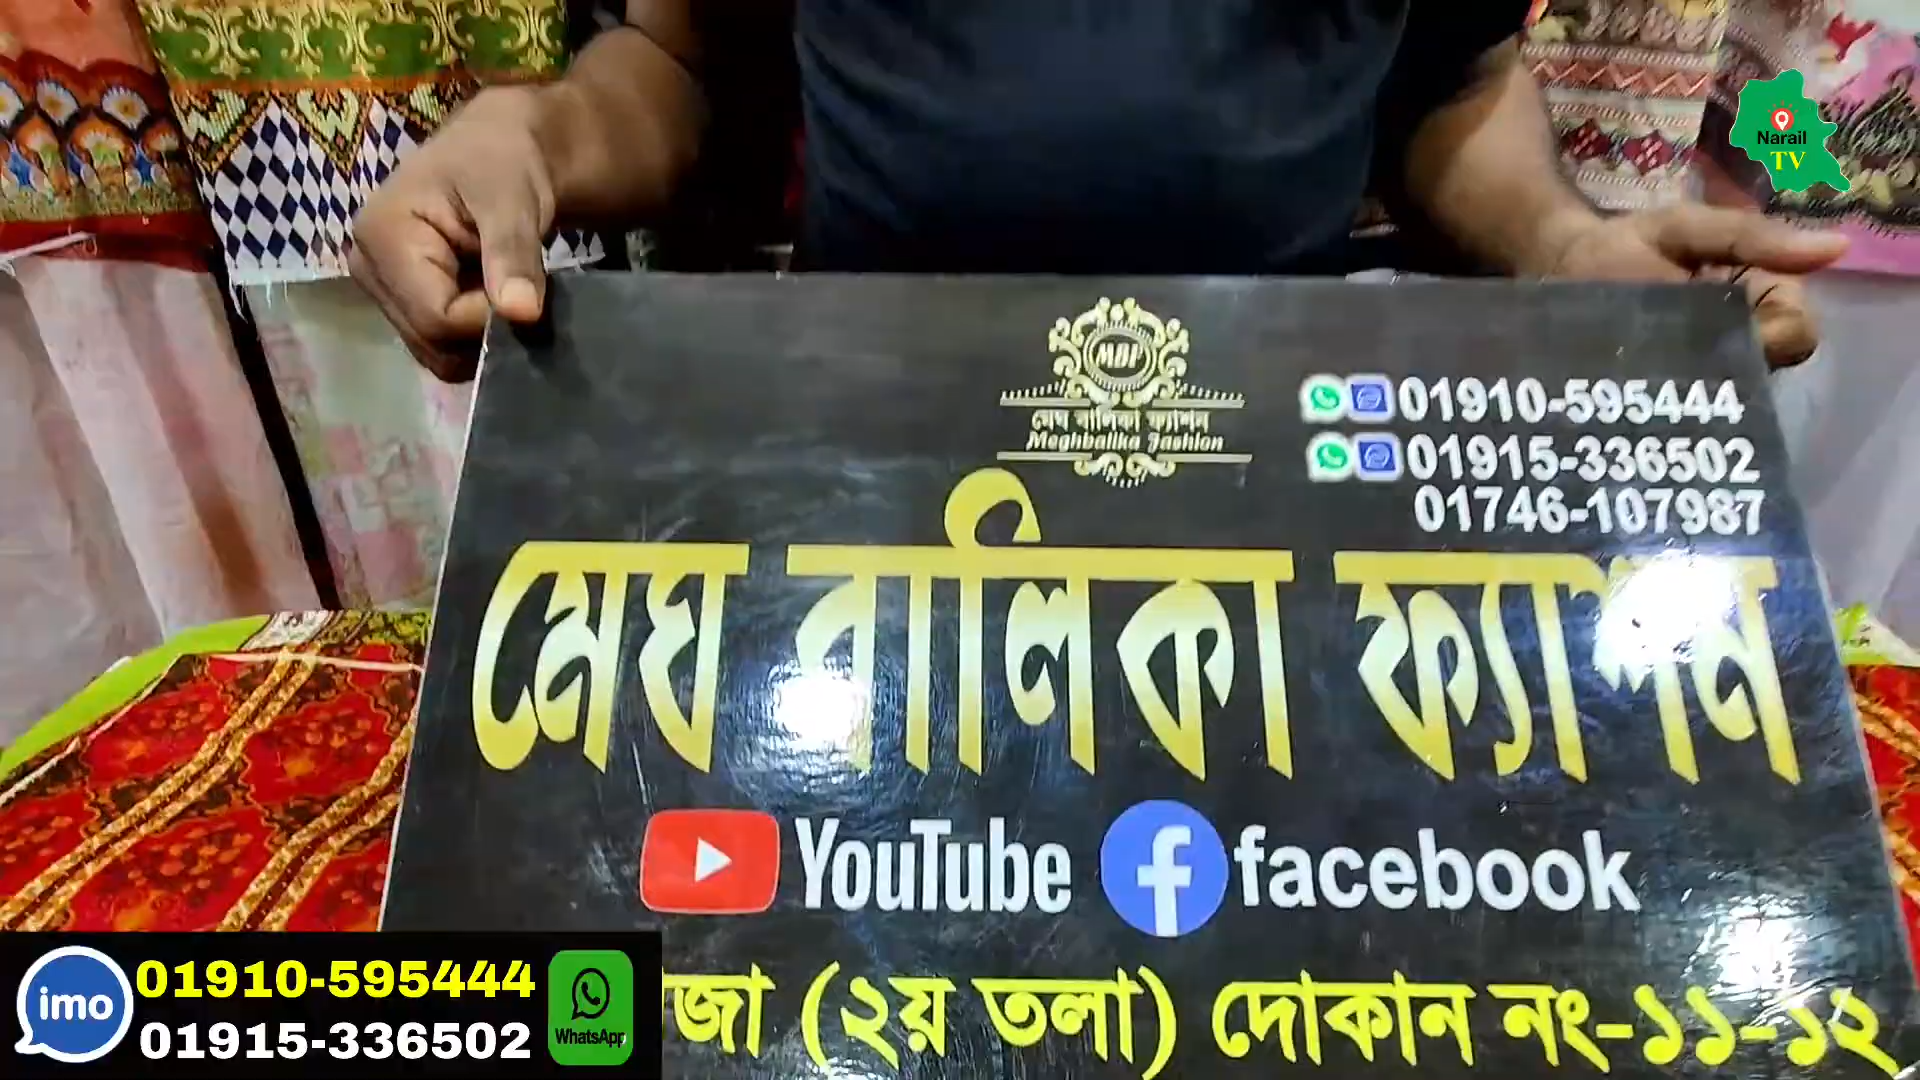 Narail
TV
MBF
মেঘ বালিকা ফ্যাশন
Meghbalika Fashion
01910-595444
01915-336502
01746-107987
মেঘ বালিকা ফ্যাশন
YouTube facebook
জা (২য় তলা) দোকান নং-১১-১২
imo
01910-595444
01915-336502
WhatsApp